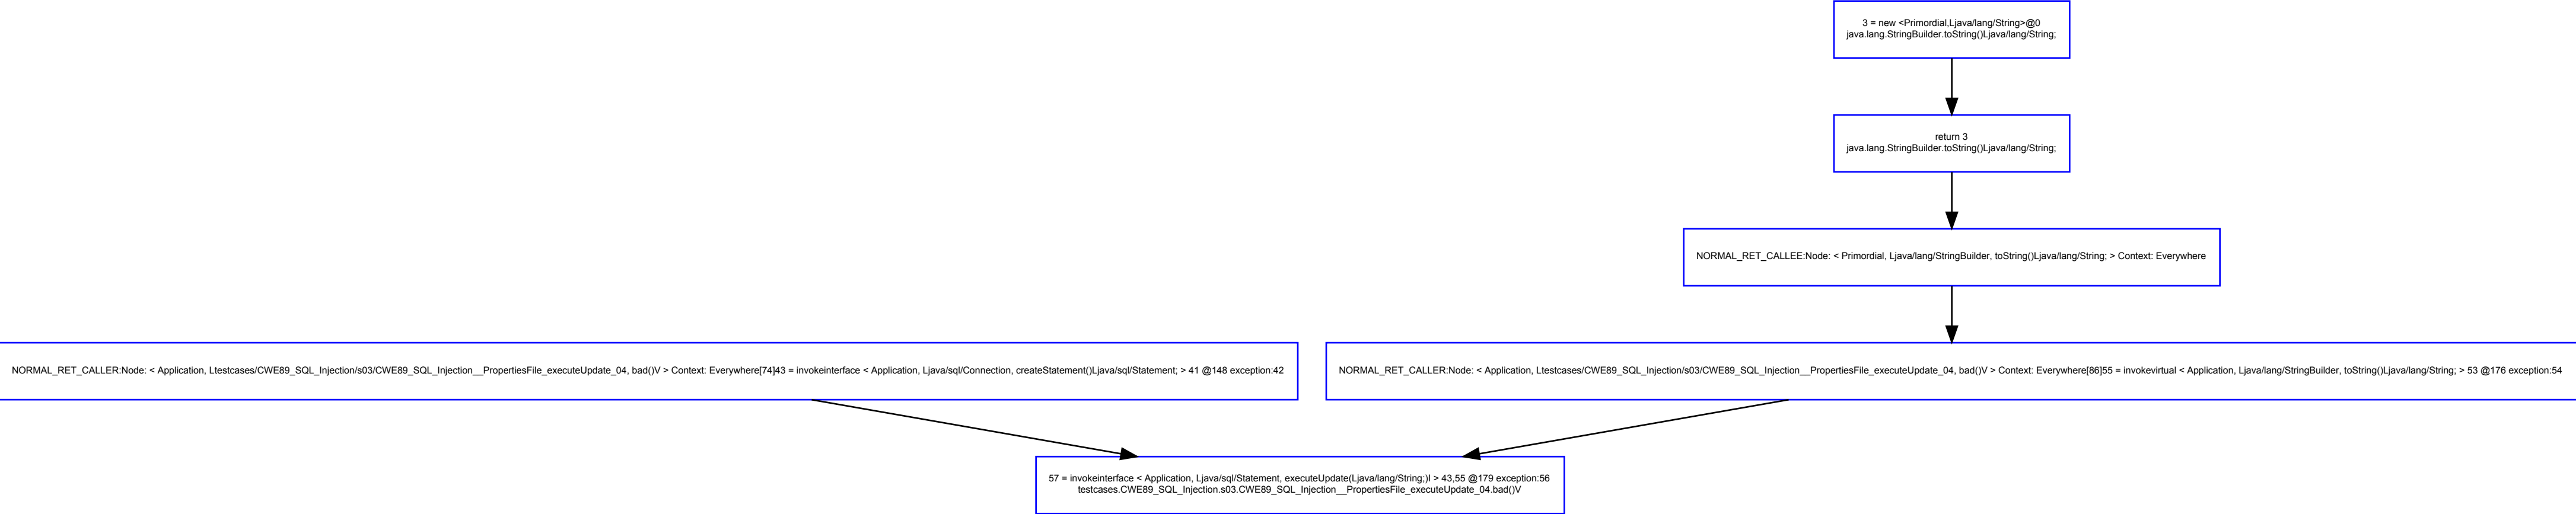 3 = new <Primordial,Ljava/lang/String>@0
java.lang.StringBuilder.toString()Ljava/lang/String;
return 3
java.lang.StringBuilder.toString()Ljava/lang/String;
NORMAL_RET_CALLEE:Node: < Primordial, Ljava/lang/StringBuilder, toString()Ljava/lang/String; > Context: Everywhere
NORMAL_RET_CALLER:Node: < Application, Ltestcases/CWE89_SQL_Injection/s03/CWE89_SQL_Injection__PropertiesFile_executeUpdate_04, bad()V > Context: Everywhere[74]43 = invokeinterface < Application, Ljava/sql/Connection, createStatement()Ljava/sql/Statement; > 41 @148 exception:42
NORMAL_RET_CALLER:Node: < Application, Ltestcases/CWE89_SQL_Injection/s03/CWE89_SQL_Injection__PropertiesFile_executeUpdate_04, bad()V > Context: Everywhere[86]55 = invokevirtual < Application, Ljava/lang/StringBuilder, toString()Ljava/lang/String; > 53 @176 exception:54
57 = invokeinterface < Application, Ljava/sql/Statement, executeUpdate(Ljava/lang/String;)I > 43,55 @179 exception:56
testcases.CWE89_SQL_Injection.s03.CWE89_SQL_Injection__PropertiesFile_executeUpdate_04.bad()V